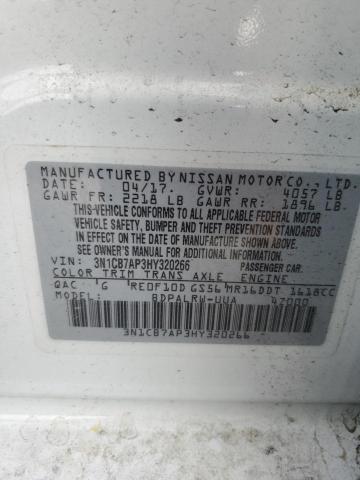 MANUFACTURED BY NISSAN MOTOR CO., LTD.
DATE: 04/17. GVWR: 4057 LB
GAWR FR: 2218 LB GAWR RR: 1896 LB
THIS VEHICLE CONFORMS TO ALL APPLICABLE FEDERAL MOTOR
VEHICLE SAFETY, BUMPER AND THEFT PREVENTION STANDARDS
IN EFFECT ON THE DATE OF MANUFACTURE SHOWN ABOVE.
SEE OWNER'S MANUAL FOR ADDITIONAL INFORMATION
VIN: 3N1CB7AP3HY320266 PASSENGER CAR.
COLOR TRIM TRANS AXLE ENGINE
QAC G RE0F10D GS56 MR16DDT 1618CC
MODEL: BDPALRW-UUA 47000
3N1CB7AP3HY320266